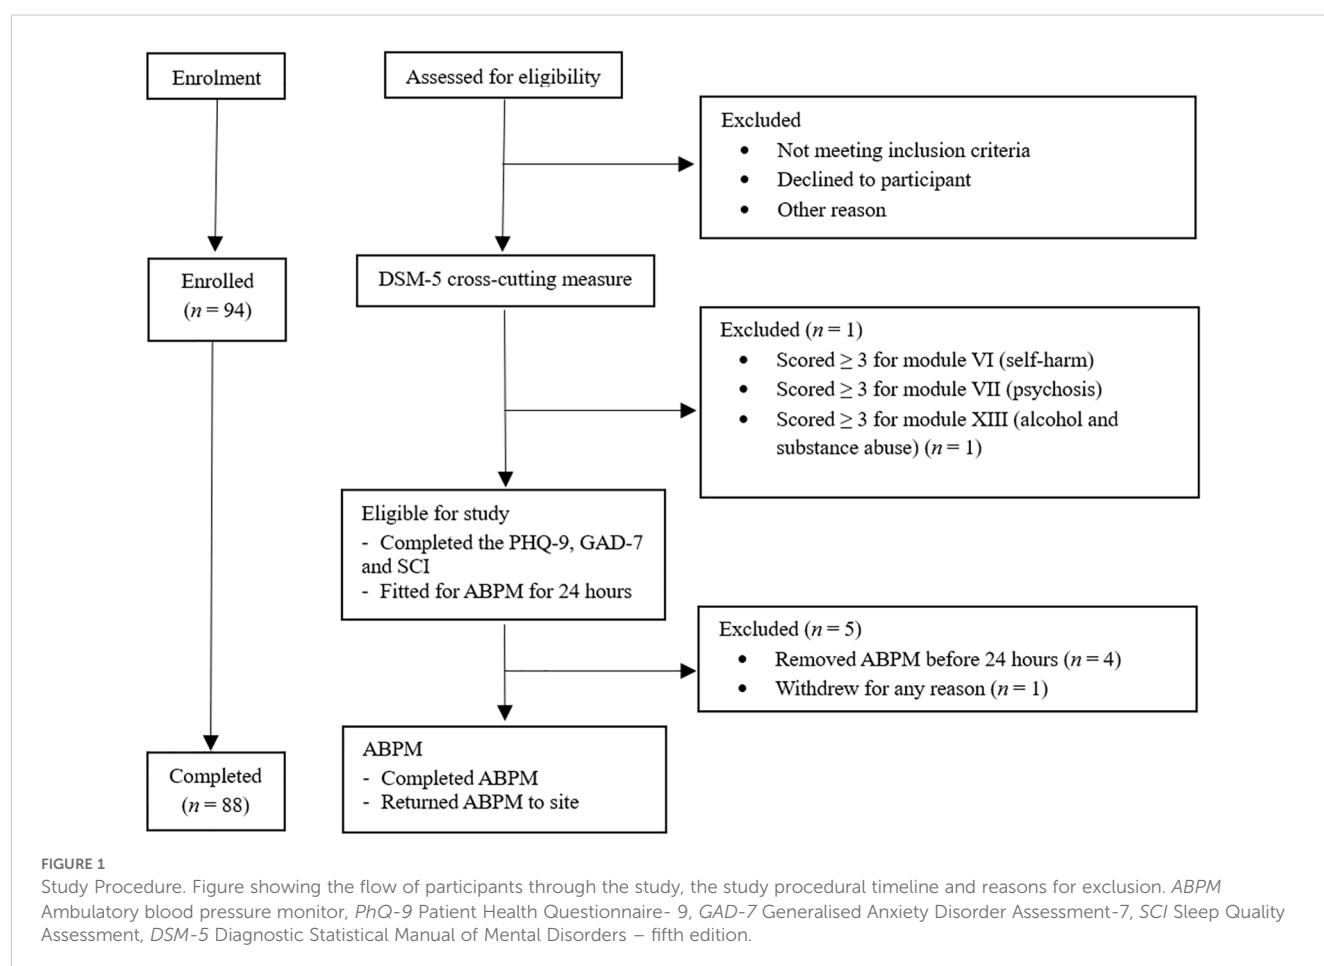 Enrolment
Assessed for eligibility
Excluded
• Not meeting inclusion criteria
• Declined to participant
• Other reason
Enrolled
(n = 94)
DSM-5 cross-cutting measure
Excluded (n = 1)
• Scored ≥ 3 for module VI (self-harm)
• Scored ≥ 3 for module VII (psychosis)
• Scored ≥ 3 for module XIII (alcohol and
substance abuse) (n = 1)
Eligible for study
- Completed the PHQ-9, GAD-7
and SCI
- Fitted for ABPM for 24 hours
Excluded (n = 5)
• Removed ABPM before 24 hours (n = 4)
• Withdrew for any reason (n = 1)
Completed
(n = 88)
ABPM
- Completed ABPM
- Returned ABPM to site
FIGURE 1
Study Procedure. Figure showing the flow of participants through the study, the study procedural timeline and reasons for exclusion. ABPM
Ambulatory blood pressure monitor, PhQ-9 Patient Health Questionnaire- 9, GAD-7 Generalised Anxiety Disorder Assessment-7, SCI Sleep Quality
Assessment, DSM-5 Diagnostic Statistical Manual of Mental Disorders – fifth edition.